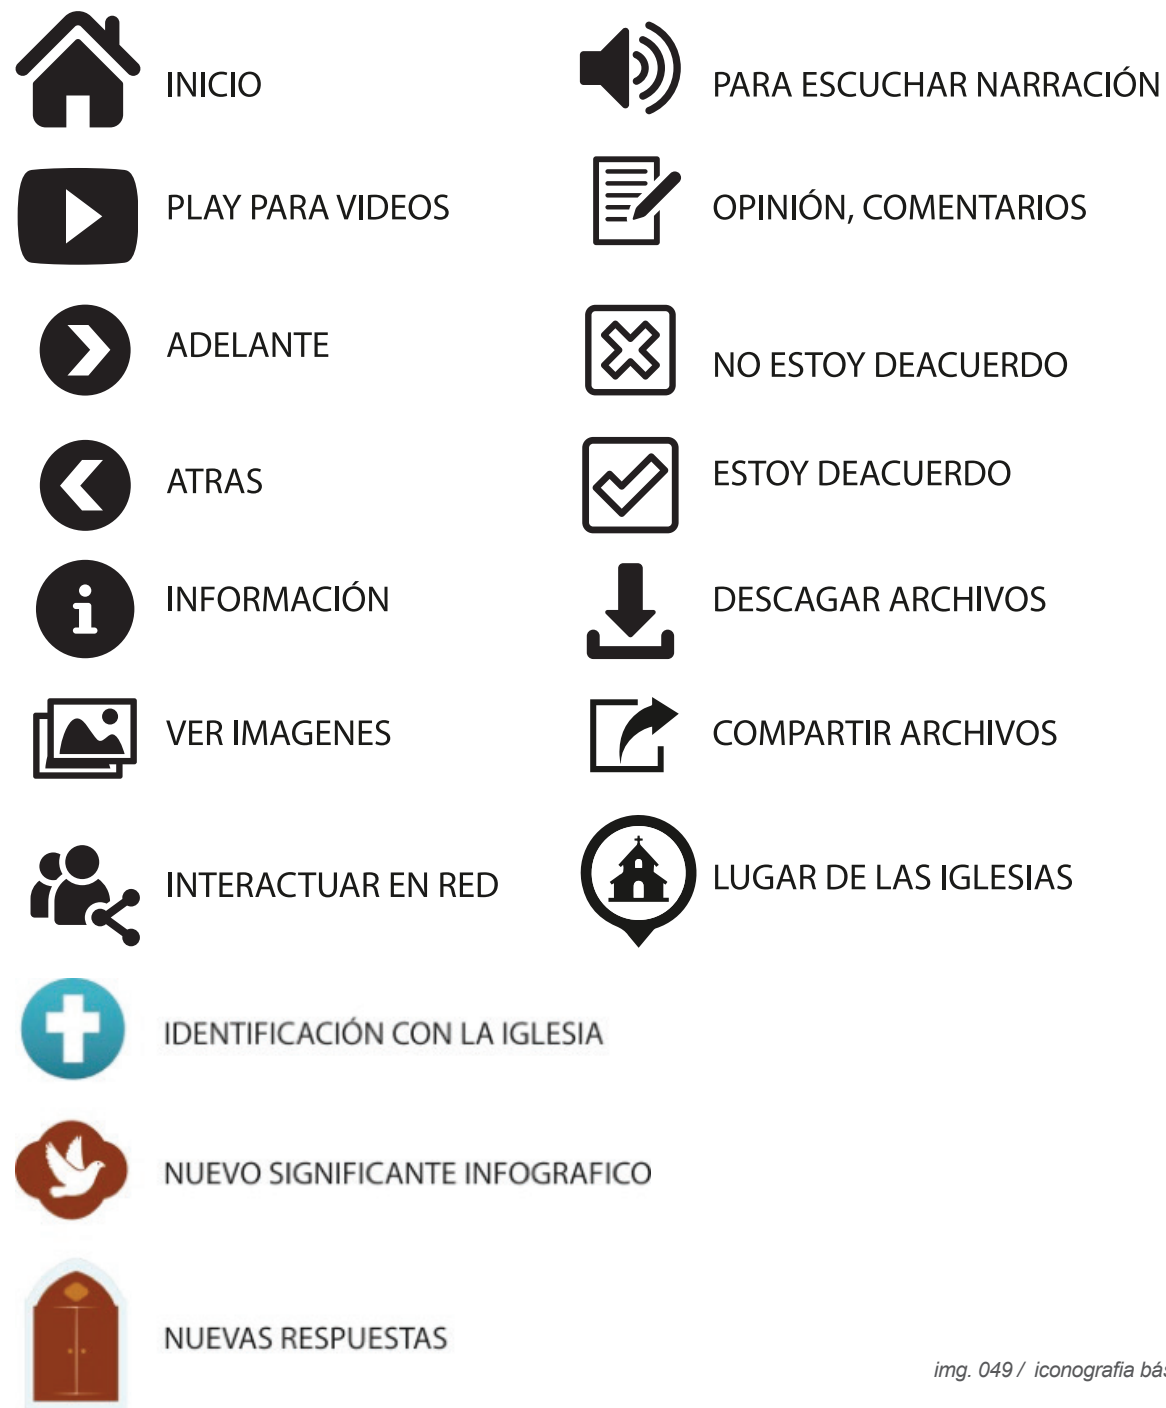 INICIO
PLAY PARA VIDEOS
ADELANTE
ATRAS
INFORMACIÓN
VER IMAGENES
INTERACTUAR EN RED
IDENTIFICACIÓN CON LA IGLESIA
NUEVO SIGNIFICANTE INFOGRAFICO
NUEVAS RESPUESTAS
PARA ESCUCHAR NARRACIÓN
OPINIÓN, COMENTARIOS
NO ESTOY DEACUERDO
ESTOY DEACUERDO
DESCAGAR ARCHIVOS
COMPARTIR ARCHIVOS
LUGAR DE LAS IGLESIAS
img. 049 / iconografia